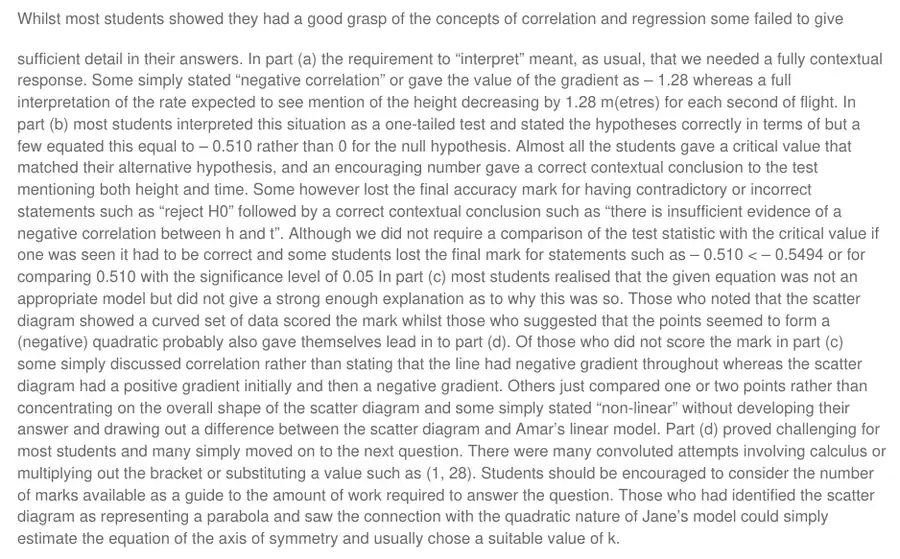 Whilst most students showed they had a good grasp of the concepts of correlation and regression some failed to give
sufficient detail in their answers. In part (a) the requirement to “interpret” meant, as usual, that we needed a fully contextual
response. Some simply stated “negative correlation” or gave the value of the gradient as – 1.28 whereas a full
interpretation of the rate expected to see mention of the height decreasing by 1.28 m(etres) for each second of flight. In
part (b) most students interpreted this situation as a one-tailed test and stated the hypotheses correctly in terms of but a
few equated this equal to – 0.510 rather than 0 for the null hypothesis. Almost all the students gave a critical value that
matched their alternative hypothesis, and an encouraging number gave a correct contextual conclusion to the test
mentioning both height and time. Some however lost the final accuracy mark for having contradictory or incorrect
statements such as “reject H0” followed by a correct contextual conclusion such as “there is insufficient evidence of a
negative correlation between h and t”. Although we did not require a comparison of the test statistic with the critical value if
one was seen it had to be correct and some students lost the final mark for statements such as – 0.510 < – 0.5494 or for
comparing 0.510 with the significance level of 0.05 In part (c) most students realised that the given equation was not an
appropriate model but did not give a strong enough explanation as to why this was so. Those who noted that the scatter
diagram showed a curved set of data scored the mark whilst those who suggested that the points seemed to form a
(negative) quadratic probably also gave themselves lead in to part (d). Of those who did not score the mark in part (c)
some simply discussed correlation rather than stating that the line had negative gradient throughout whereas the scatter
diagram had a positive gradient initially and then a negative gradient. Others just compared one or two points rather than
concentrating on the overall shape of the scatter diagram and some simply stated “non-linear” without developing their
answer and drawing out a difference between the scatter diagram and Amar’s linear model. Part (d) proved challenging for
most students and many simply moved on to the next question. There were many convoluted attempts involving calculus or
multiplying out the bracket or substituting a value such as (1, 28). Students should be encouraged to consider the number
of marks available as a guide to the amount of work required to answer the question. Those who had identified the scatter
diagram as representing a parabola and saw the connection with the quadratic nature of Jane’s model could simply
estimate the equation of the axis of symmetry and usually chose a suitable value of k.